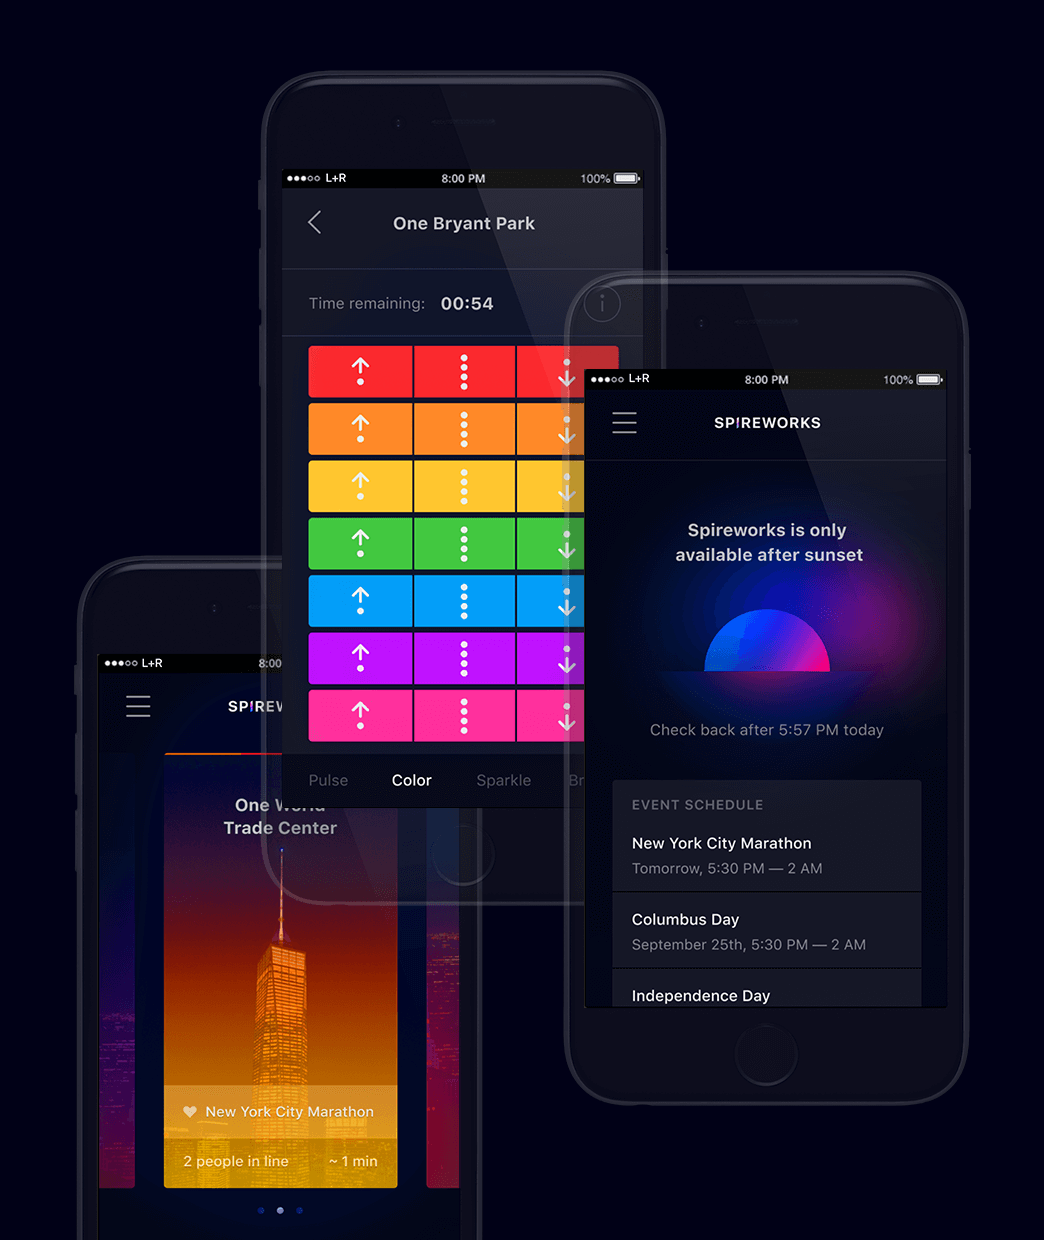 L+R
8:00 PM
100%
One Bryant Park
Time remaining: 00:54
Pulse
Color
Sparkle
Br
L+R
8:00 PM
100%
SPIREWORKS
Spireworks is only
available after sunset
Check back after 5:57 PM today
EVENT SCHEDULE
New York City Marathon
Tomorrow, 5:30 PM — 2 AM
Columbus Day
September 25th, 5:30 PM — 2 AM
Independence Day
L+R
8:00
SPIREW
One World
Trade Center
New York City Marathon
2 people in line
~ 1 min